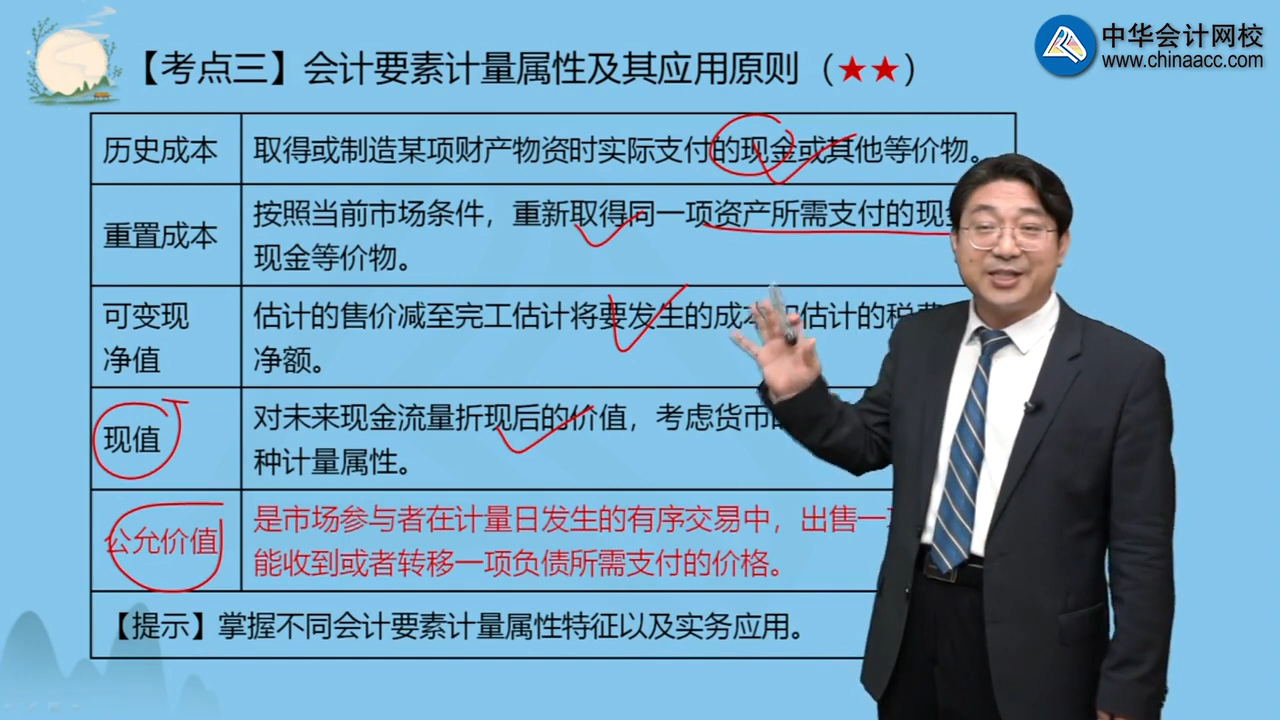 【考点三】会计要素计量属性及其应用原则（★★）
中华会计网校
www.chinaacc.com
历史成本
取得或制造某项财产物资时实际支付的现金或其他等价物。
重置成本
按照当前市场条件，重新取得同一项资产所需支付的现金
现金等价物。
可变现
净值
估计的售价减至完工估计将要发生的成本 估计的税费
净额。
现值
对未来现金流量折现后的价值，考虑货币
种计量属性。
公允价值
是市场参与者在计量日发生的有序交易中，出售一
能收到或者转移一项负债所需支付的价格。
【提示】掌握不同会计要素计量属性特征以及实务应用。